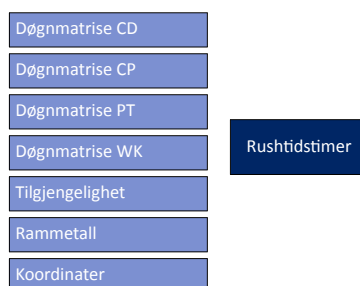 Døgnmatrise CD
Døgnmatrise CP
Døgnmatrise PT
Døgnmatrise WK
Tilgjengelighet
Rammetall
Koordinater
Rushtidstimer